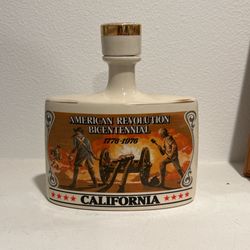 AMERICAN REVOLUTION
BICENTENNIAL
1776-1976
CALIFORNIA